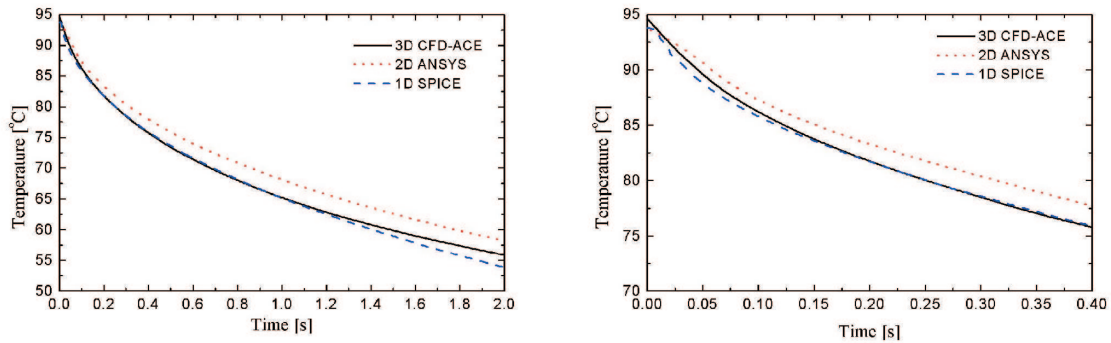 95
90
85
80
75
70
65
60
55
50
Temperature [°C]
3D CFD-ACE
2D ANSYS
1D SPICE
0.0 0.2 0.4 0.6 0.8 1.0 1.2 1.4 1.6 1.8 2.0
Time [s]
95
90
85
80
75
70
Temperature [°C]
3D CFD-ACE
2D ANSYS
1D SPICE
0.00 0.05 0.10 0.15 0.20 0.25 0.30 0.35 0.40
Time [s]